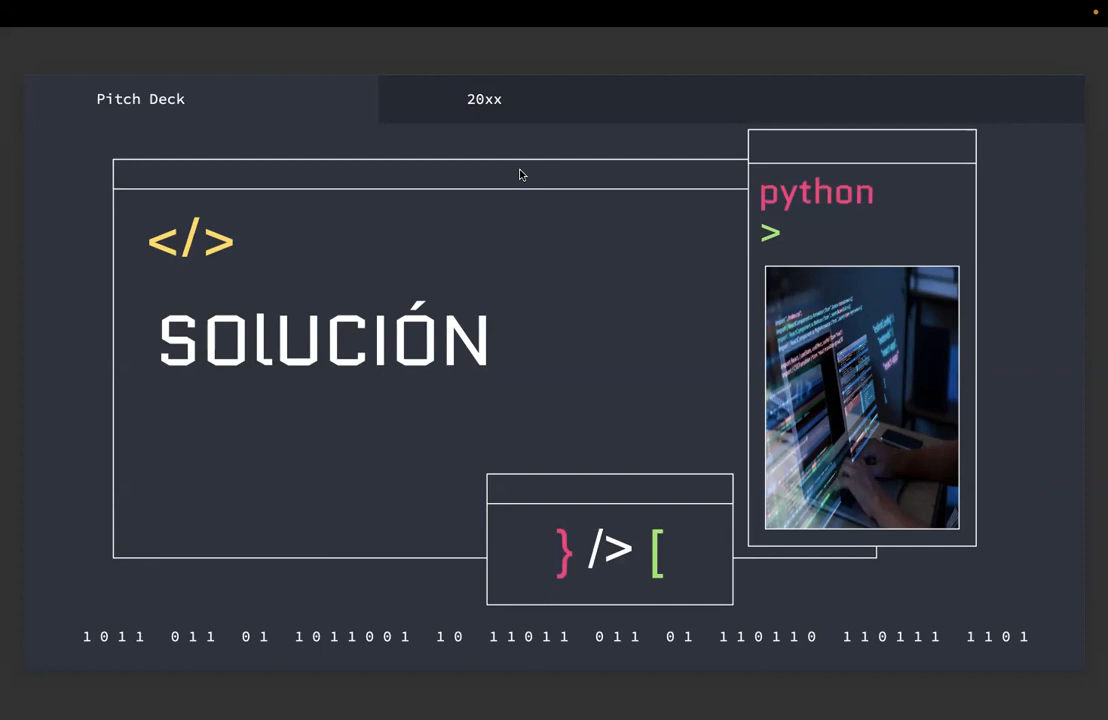 Pitch Deck
20xx
</>
SOlUCIÓN
python
>
} /> [
1011 011 01 1011001 10 11011 011 01 110110 110111 1101